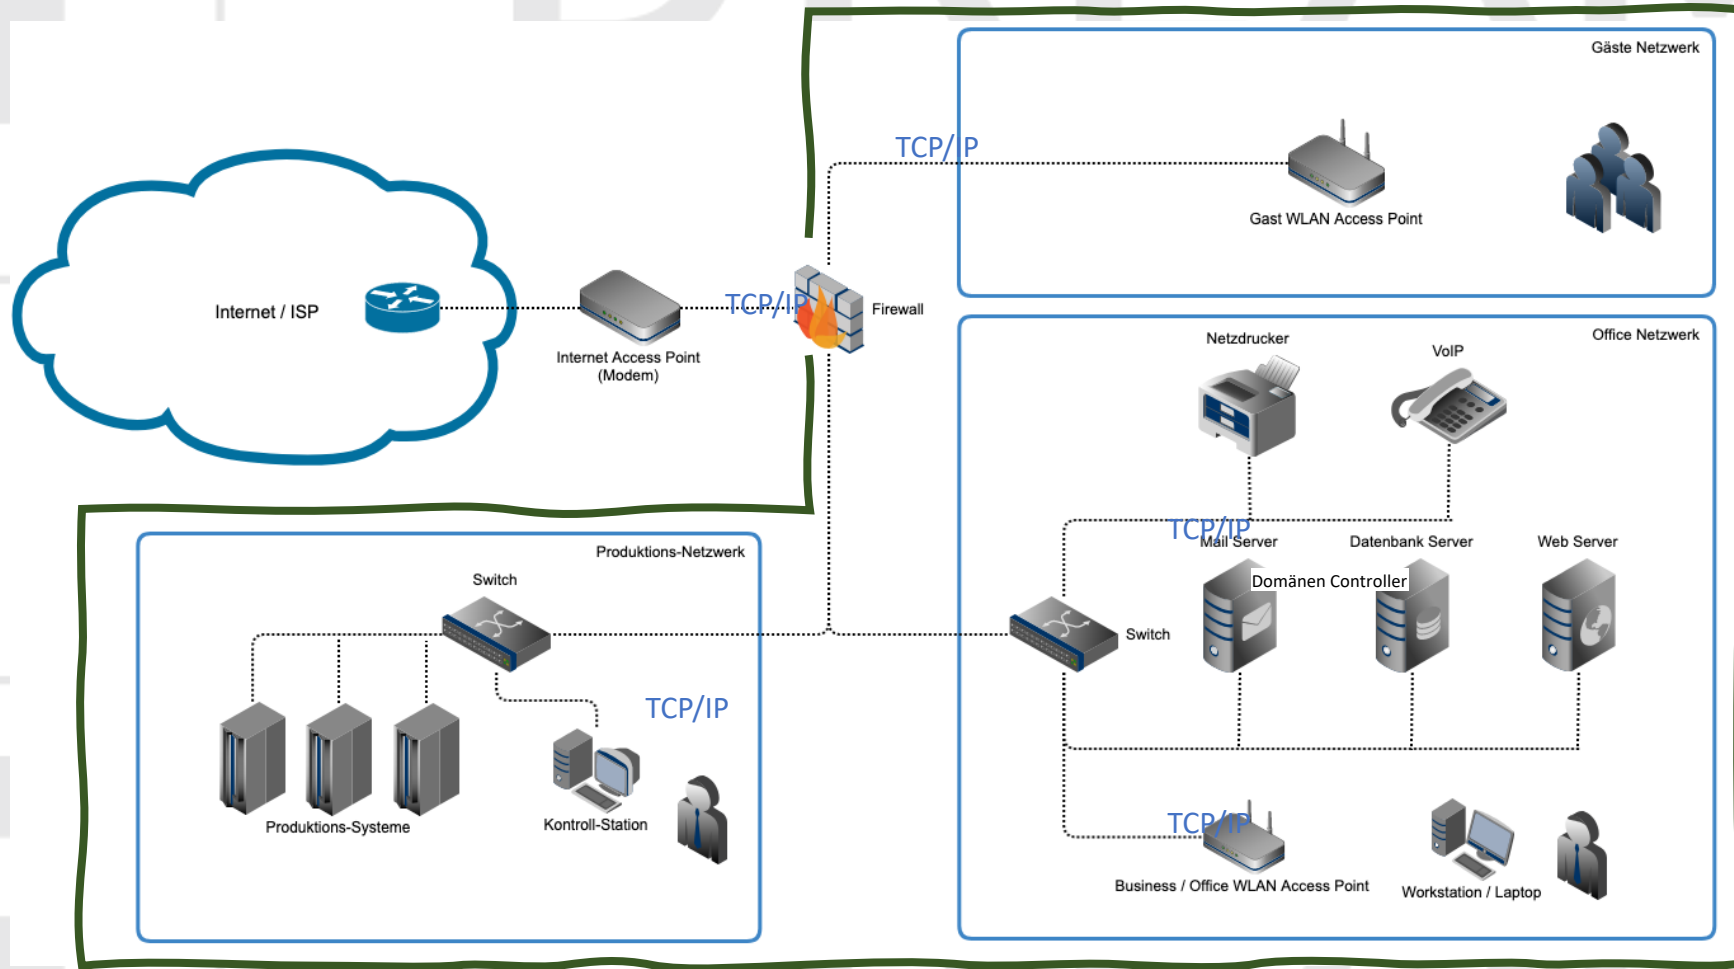 Gäste Netzwerk
TCP/IP
Gast WLAN Access Point
Internet / ISP
TCP/IP
Firewall
Internet Access Point
(Modem)
Office Netzwerk
Netzdrucker
VoIP
TCP/IP
Mail Server
Datenbank Server
Web Server
Domänen Controller
Switch
Produktions-Netzwerk
Switch
TCP/IP
Produktions-Systeme
Kontroll-Station
TCP/IP
Business / Office WLAN Access Point
Workstation / Laptop